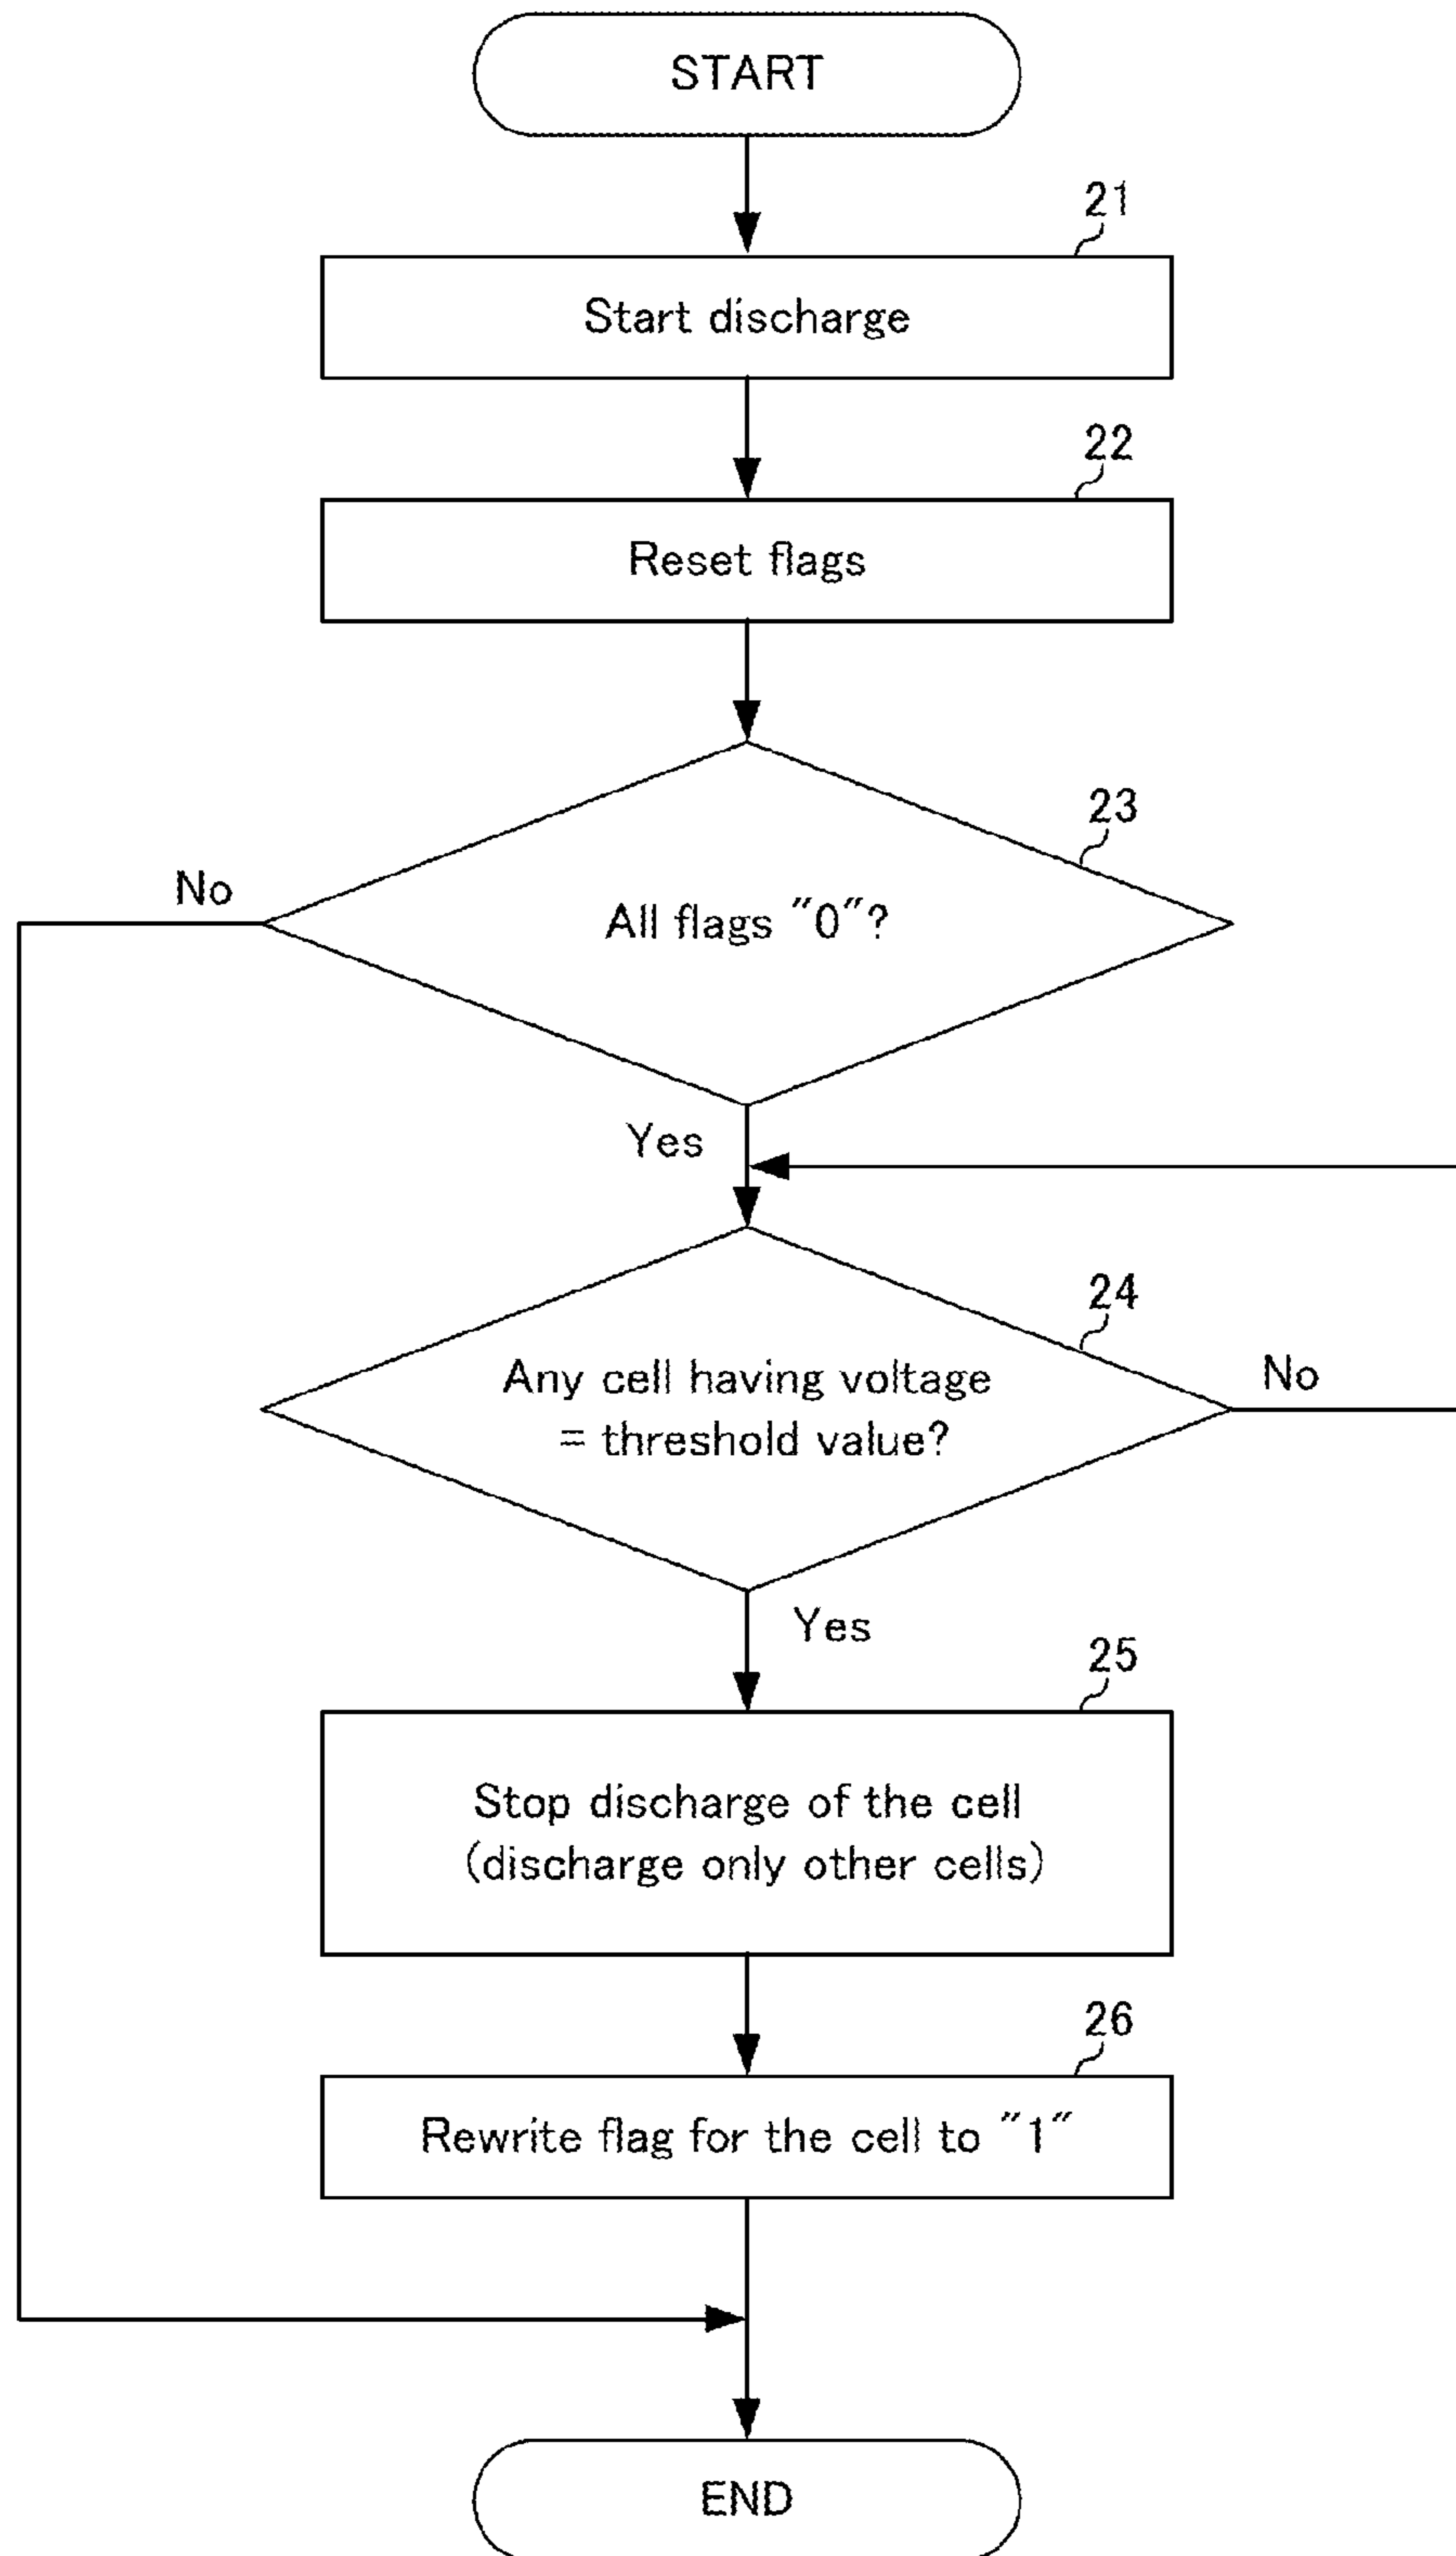 START
21
Start discharge
22
Reset flags
23
No
All flags "0"?
Yes
24
Any cell having voltage
= threshold value?
No
Yes
25
Stop discharge of the cell
(discharge only other cells)
26
Rewrite flag for the cell to "1"
END